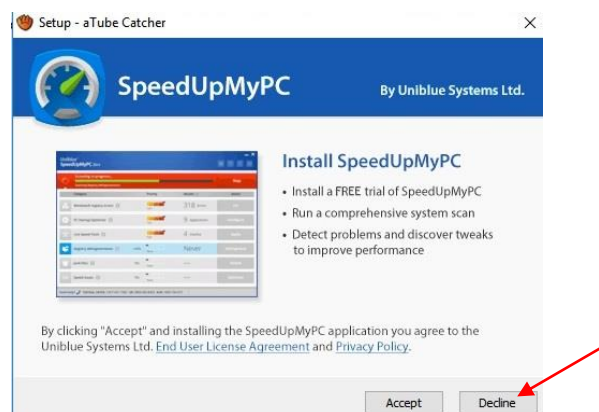 Setup - aTube Catcher
SpeedUpMyPC
By Uniblue Systems Ltd.
Install SpeedUpMyPC
• Install a FREE trial of SpeedUpMyPC
• Run a comprehensive system scan
• Detect problems and discover tweaks
to improve performance
By clicking "Accept" and installing the SpeedUpMyPC application you agree to the
Uniblue Systems Ltd. End User License Agreement and Privacy Policy.
Accept
Decline